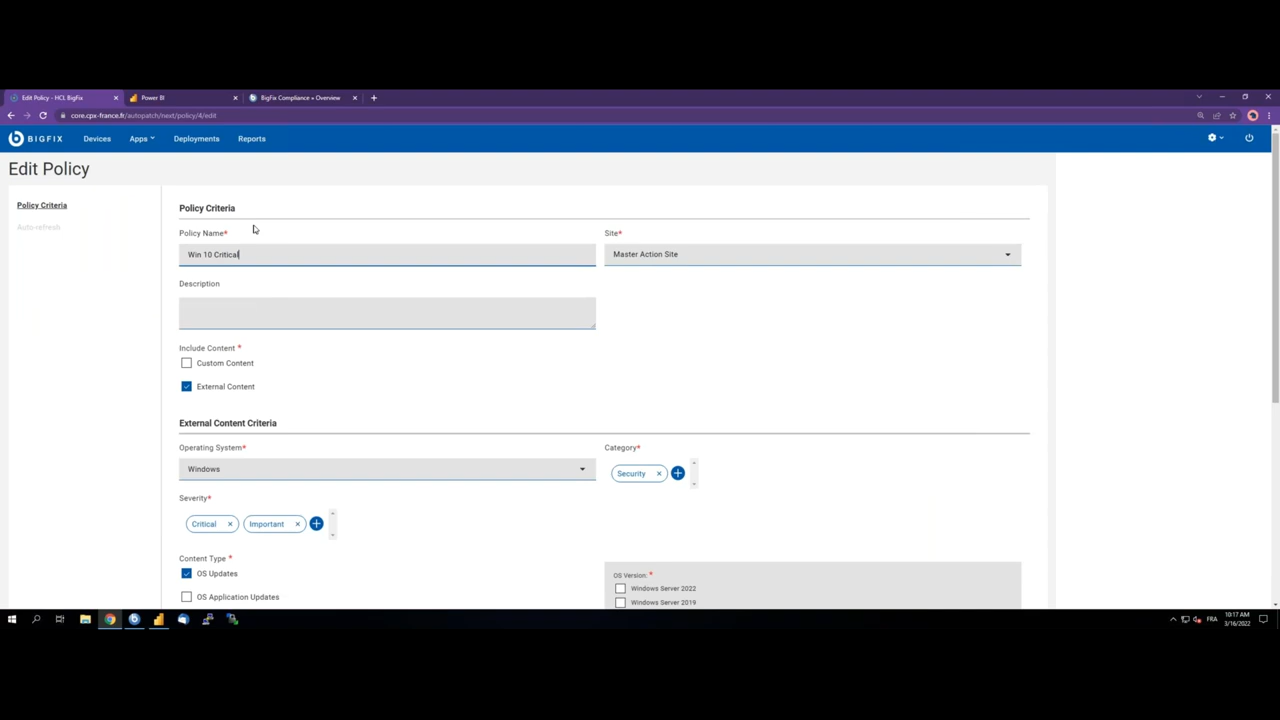 Edit Policy - HCL BigFix
Power BI
BigFix Compliance » Overview
core.cpx-france.fr/autopatch/next/policy/4/edit
BIGFIX
Devices
Apps
Deployments
Reports
Edit Policy
Policy Criteria
Auto-refresh
Policy Criteria
Policy Name*
Site*
Win 10 Critical
Master Action Site
Description
Include Content *
Custom Content
External Content
External Content Criteria
Operating System*
Category*
Windows
Security
Severity*
Critical
Important
Content Type *
OS Updates
OS Version: *
Windows Server 2022
OS Application Updates
Windows Server 2019
FRA
10:17 AM
3/16/2022